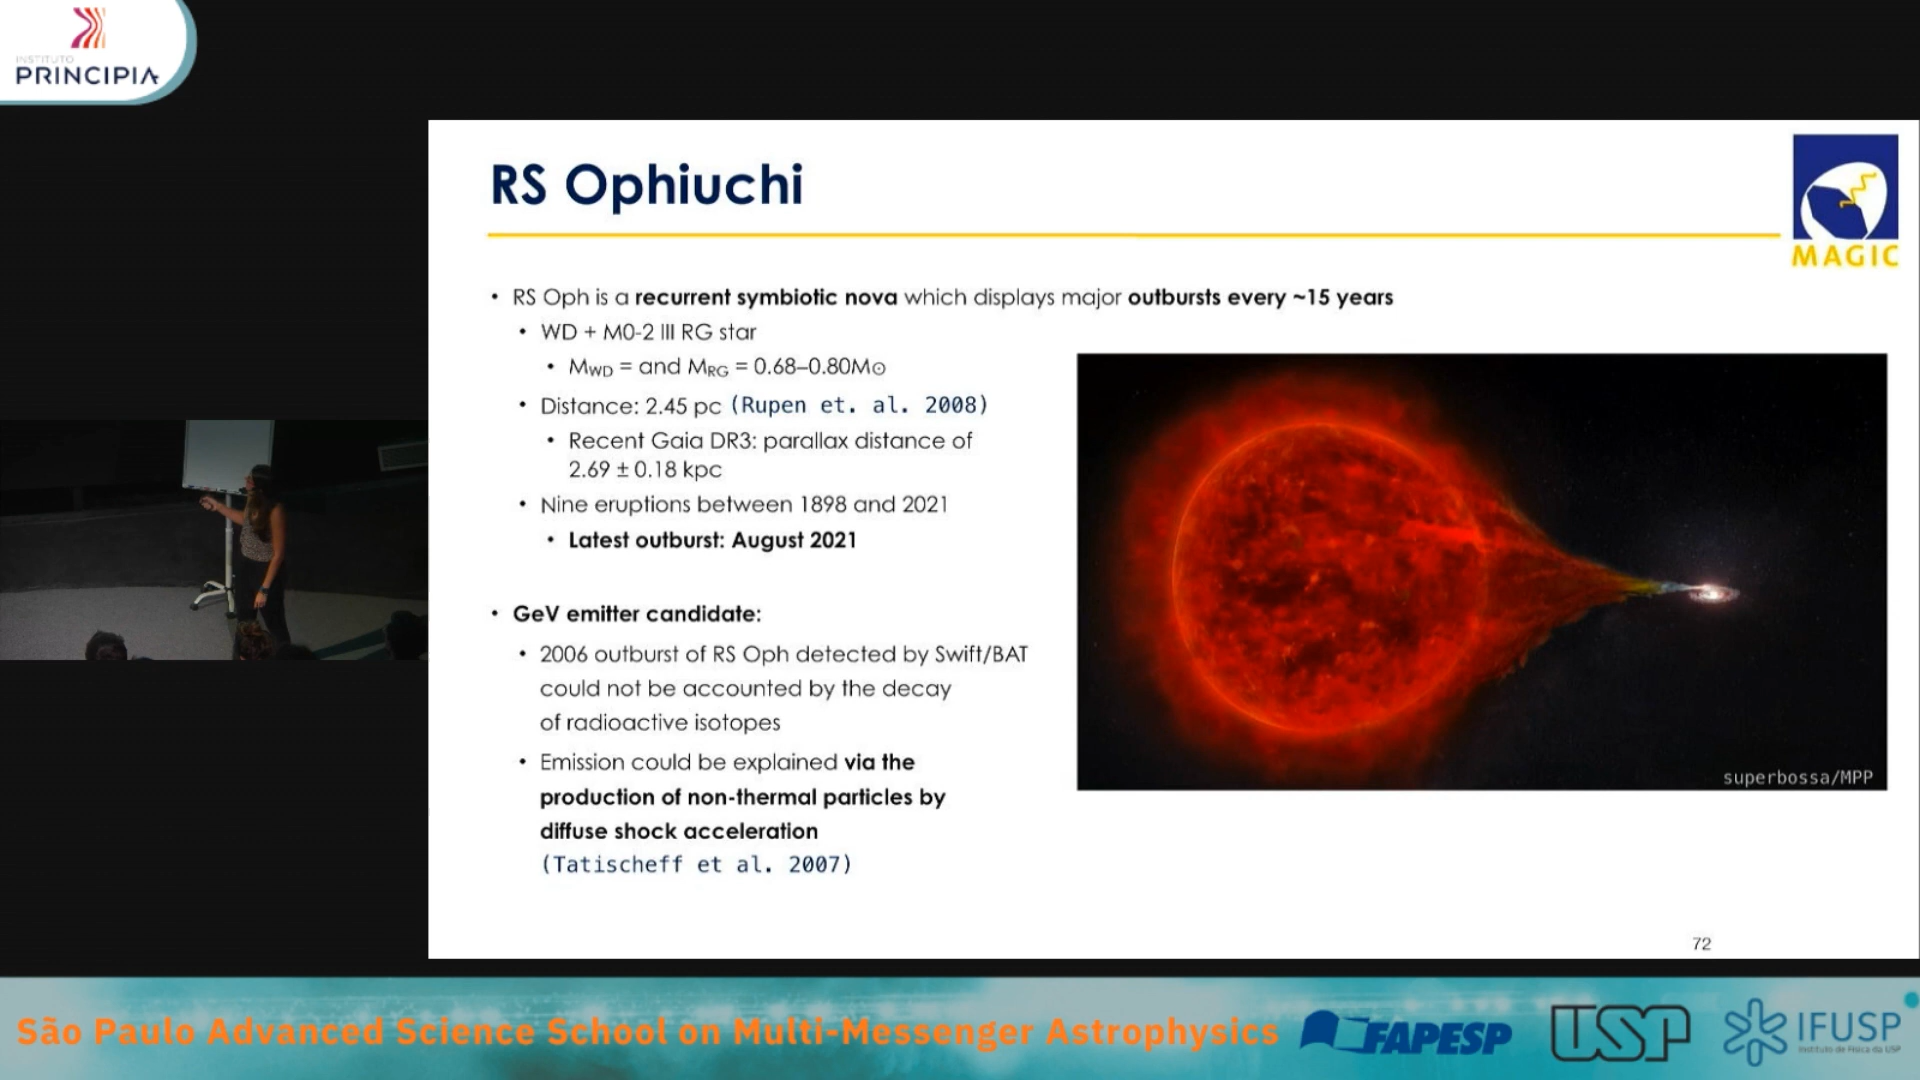 INSTITUTO
PRINCIPIA
RS Ophiuchi
MAGIC
• RS Oph is a recurrent symbiotic nova which displays major outbursts every ~15 years
• WD + M0-2 III RG star
• MWD = and MRG = 0.68–0.80M⊙
• Distance: 2.45 pc (Rupen et. al. 2008)
• Recent Gaia DR3: parallax distance of
2.69 ± 0.18 kpc
• Nine eruptions between 1898 and 2021
• Latest outburst: August 2021
• GeV emitter candidate:
• 2006 outburst of RS Oph detected by Swift/BAT
could not be accounted by the decay
of radioactive isotopes
• Emission could be explained via the
production of non-thermal particles by
diffuse shock acceleration
(Tatischeff et al. 2007)
superbossa/MPP
72
São Paulo Advanced Science School on Multi-Messenger Astrophysics
FAPESP
USP
IFUSP
Instituto de Física da USP